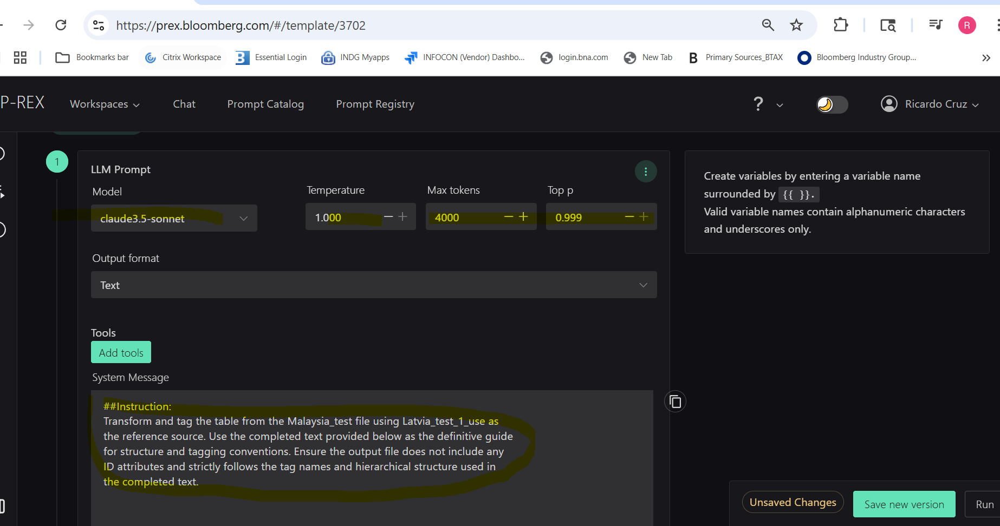 https://prex.bloomberg.com/#/template/3702
R
Bookmarks bar
Citrix Workspace
Essential Login
INDG Myapps
INFOCON (Vendor) Dashbo...
login.bna.com
New Tab
Primary Sources_BTAX
Bloomberg Industry Group...
P-REX
Workspaces
Chat
Prompt Catalog
Prompt Registry
?
Ricardo Cruz
1
LLM Prompt
Model
Temperature
Max tokens
Top p
claude3.5-sonnet
1.000
4000
0.999
Output format
Text
Tools
Add tools
System Message
##Instruction:
Transform and tag the table from the Malaysia_test file using Latvia_test_1_use as
the reference source. Use the completed text provided below as the definitive guide
for structure and tagging conventions. Ensure the output file does not include any
ID attributes and strictly follows the tag names and hierarchical structure used in
the completed text.
Create variables by entering a variable name
surrounded by {{ }}.
Valid variable names contain alphanumeric characters
and underscores only.
Unsaved Changes
Save new version
Run